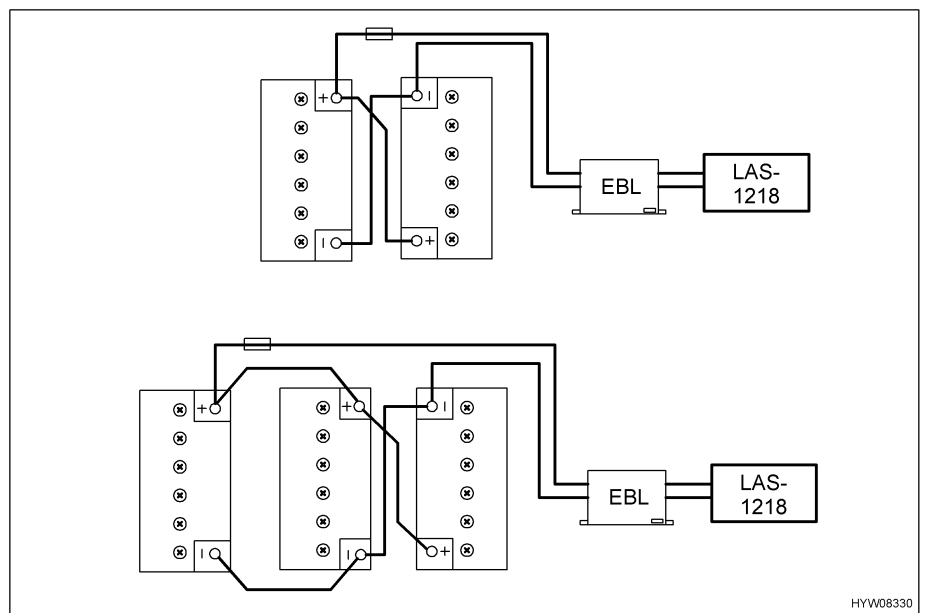 +
I
I
+
EBL
LAS-
1218
+
+
I
I
I
+
EBL
LAS-
1218
HYW08330